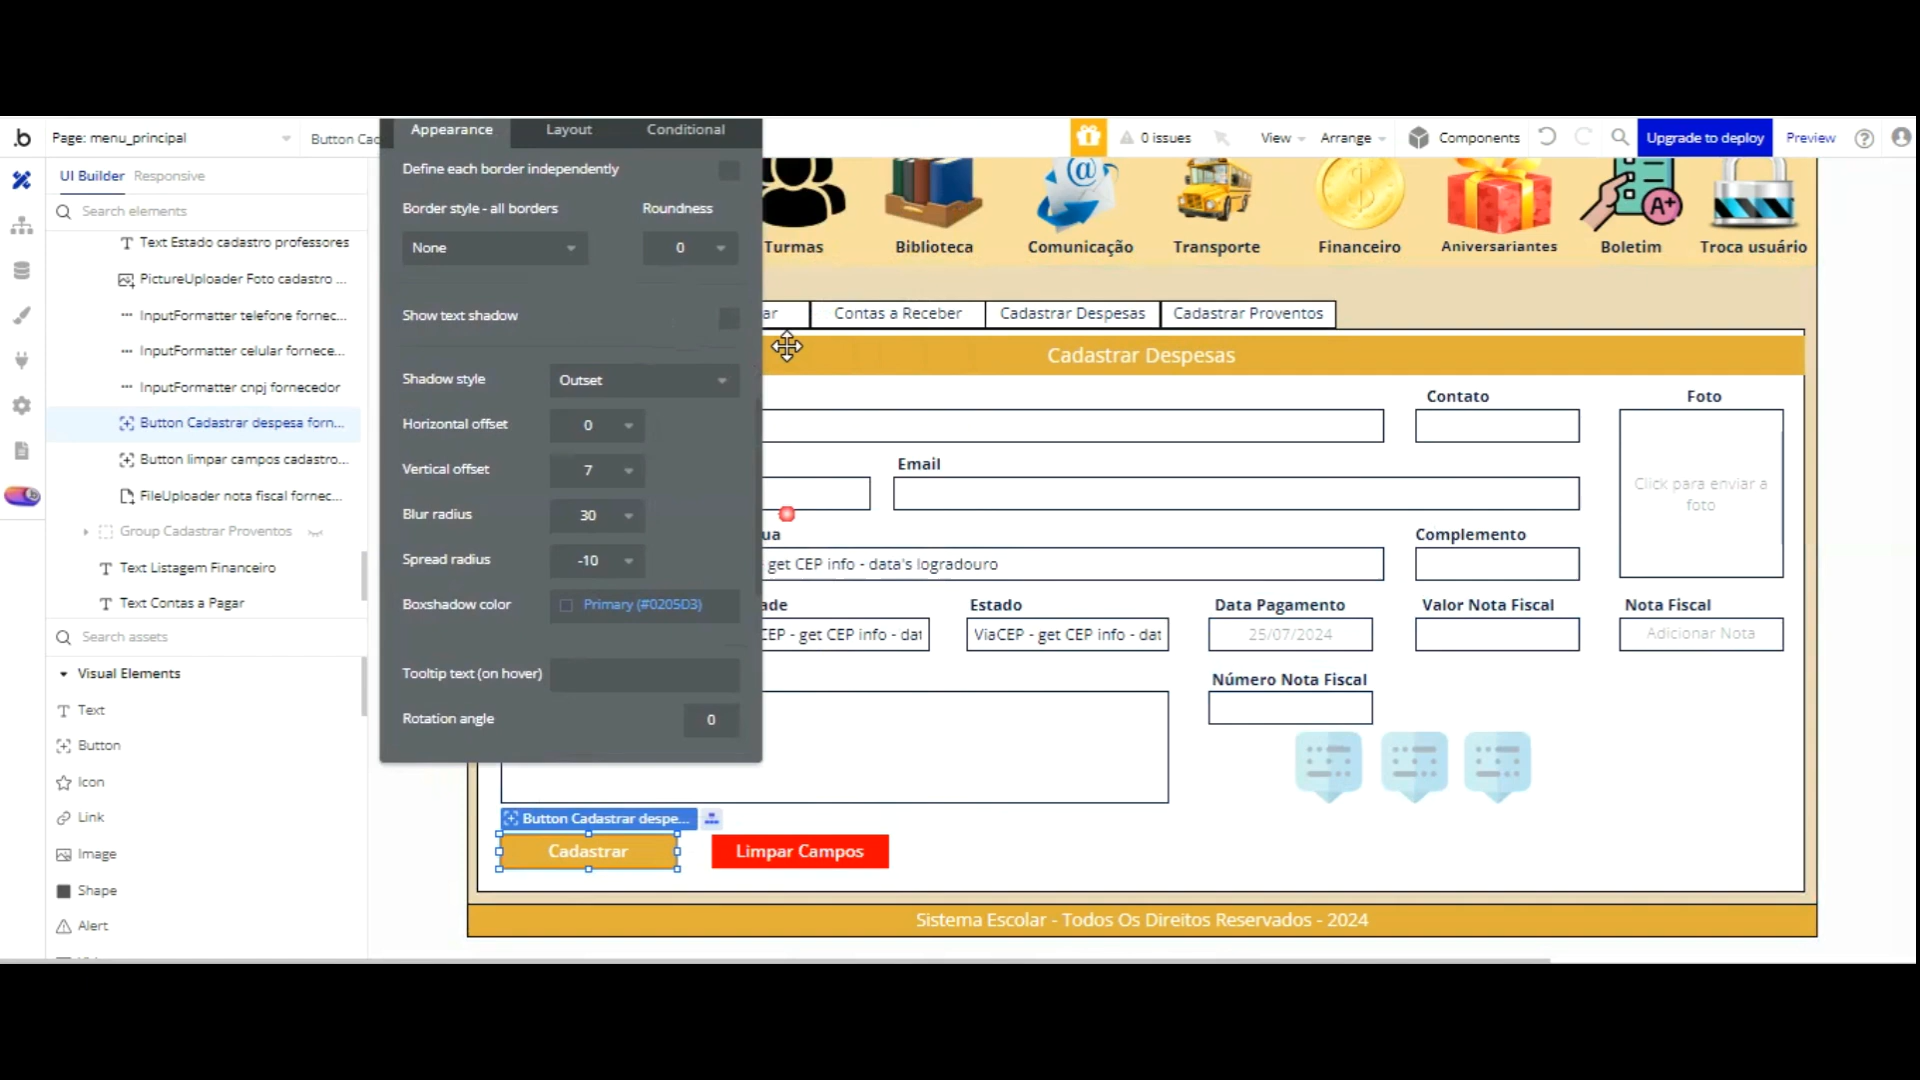 .b
Page: menu_principal
Button Cad
Appearance
Layout
Conditional
0 issues
View
Arrange
Components
Upgrade to deploy
Preview
UI Builder
Responsive
Search elements
Text Estado cadastro professores
PictureUploader Foto cadastro ...
InputFormatter telefone fornec...
InputFormatter celular fornece...
InputFormatter cnpj fornecedor
Button Cadastrar despesa forn...
Button limpar campos cadastro...
FileUploader nota fiscal fornec...
Group Cadastrar Proventos
Text Listagem Financeiro
Text Contas a Pagar
Search assets
Visual Elements
Text
Button
Icon
Link
Image
Shape
Alert
Define each border independently
Border style - all borders
Roundness
None
0
Show text shadow
Shadow style
Outset
Horizontal offset
0
Vertical offset
7
Blur radius
30
Spread radius
-10
Boxshadow color
Primary (#0205D3)
Tooltip text (on hover)
Rotation angle
0
@
A+
Turmas
Biblioteca
Comunicação
Transporte
Financeiro
Aniversariantes
Boletim
Troca usuário
ar
Contas a Receber
Cadastrar Despesas
Cadastrar Proventos
Cadastrar Despesas
Contato
Foto
Email
Click para enviar a
foto
ua
Complemento
get CEP info - data's logradouro
ade
Estado
Data Pagamento
Valor Nota Fiscal
Nota Fiscal
CEP - get CEP info - dat
ViaCEP - get CEP info - dat
25/07/2024
Adicionar Nota
Número Nota Fiscal
Button Cadastrar despe...
Cadastrar
Limpar Campos
Sistema Escolar - Todos Os Direitos Reservados - 2024